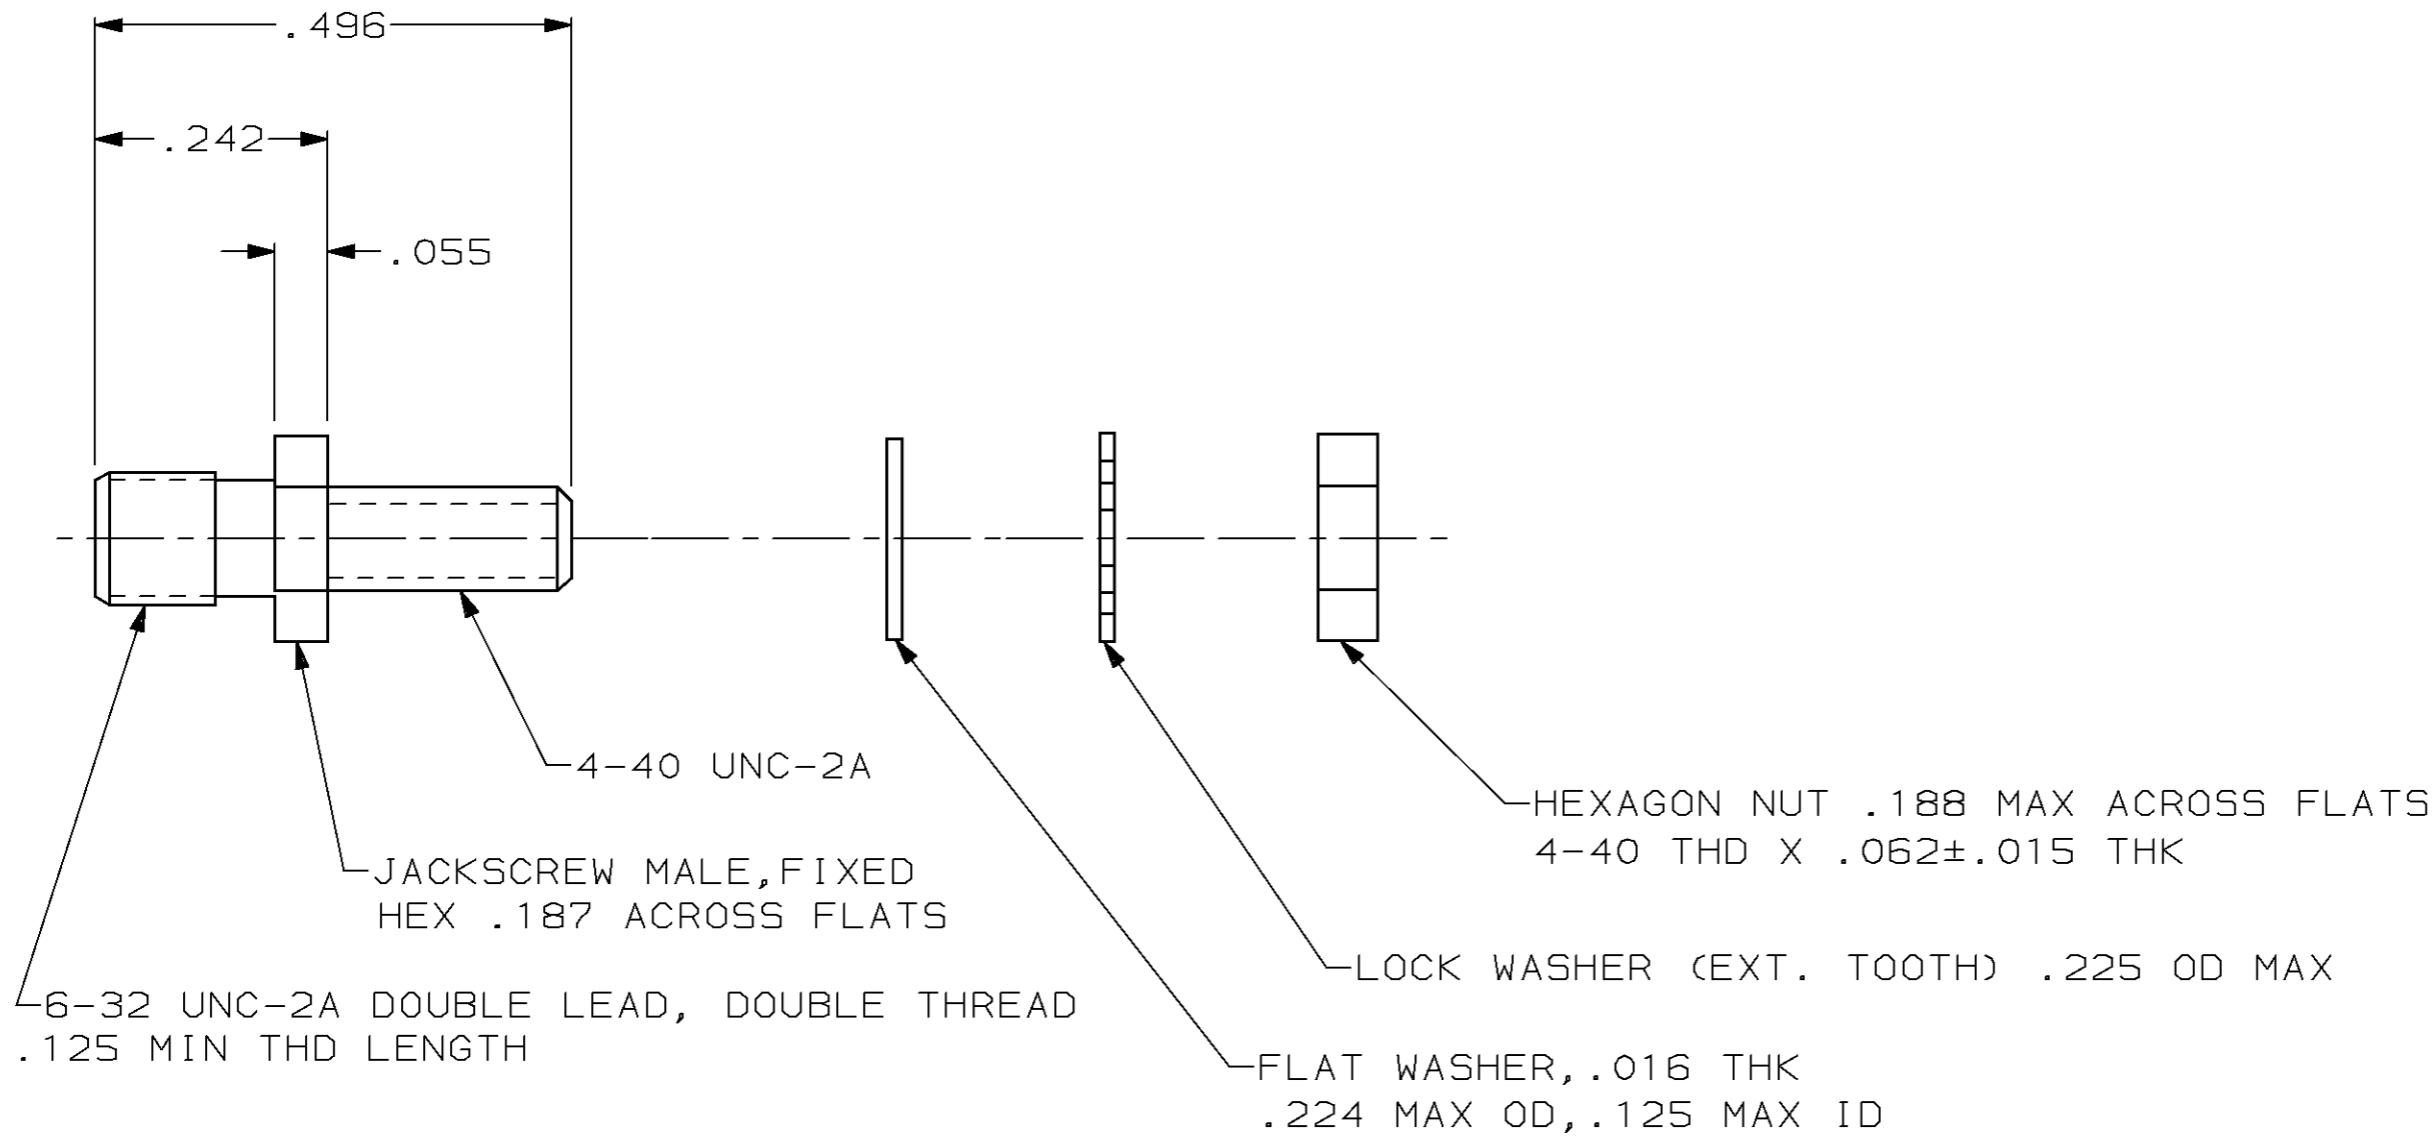 .496
.242
.055
4-40 UNC-2A
HEXAGON NUT .188 MAX ACROSS FLATS
4-40 THD X .062±.015 THK
JACKSCREW MALE,FIXED
HEX .187 ACROSS FLATS
LOCK WASHER (EXT. TOOTH) .225 OD MAX
6-32 UNC-2A DOUBLE LEAD, DOUBLE THREAD
.125 MIN THD LENGTH
FLAT WASHER,.016 THK
.224 MAX OD,.125 MAX ID